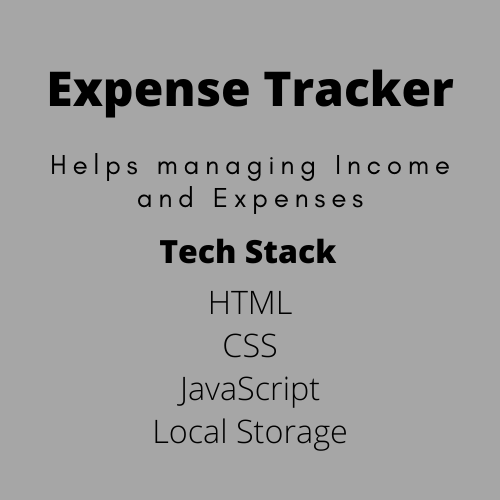 Expense Tracker
Helps managing Income
and Expenses
Tech Stack
HTML
CSS
JavaScript
Local Storage